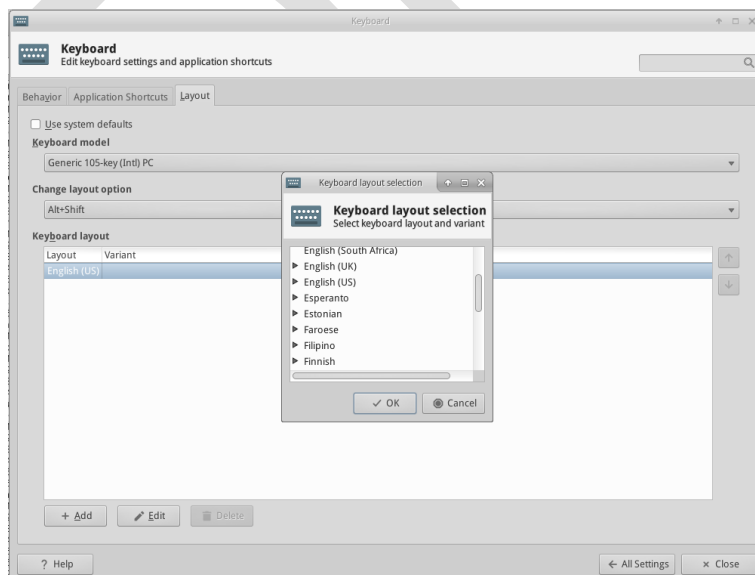 Keyboard
Keyboard
Edit keyboard settings and application shortcuts
Behavior Application Shortcuts Layout
Use system defaults
Keyboard model
Generic 105-key (Intl) PC
Change layout option
Alt+Shift
Keyboard layout
Layout Variant
English (US)
Keyboard layout selection
Keyboard layout selection
Select keyboard layout and variant
English (South Africa)
English (UK)
English (US)
Esperanto
Estonian
Faroese
Filipino
Finnish
OK Cancel
+ Add Edit Delete
? Help All Settings Close